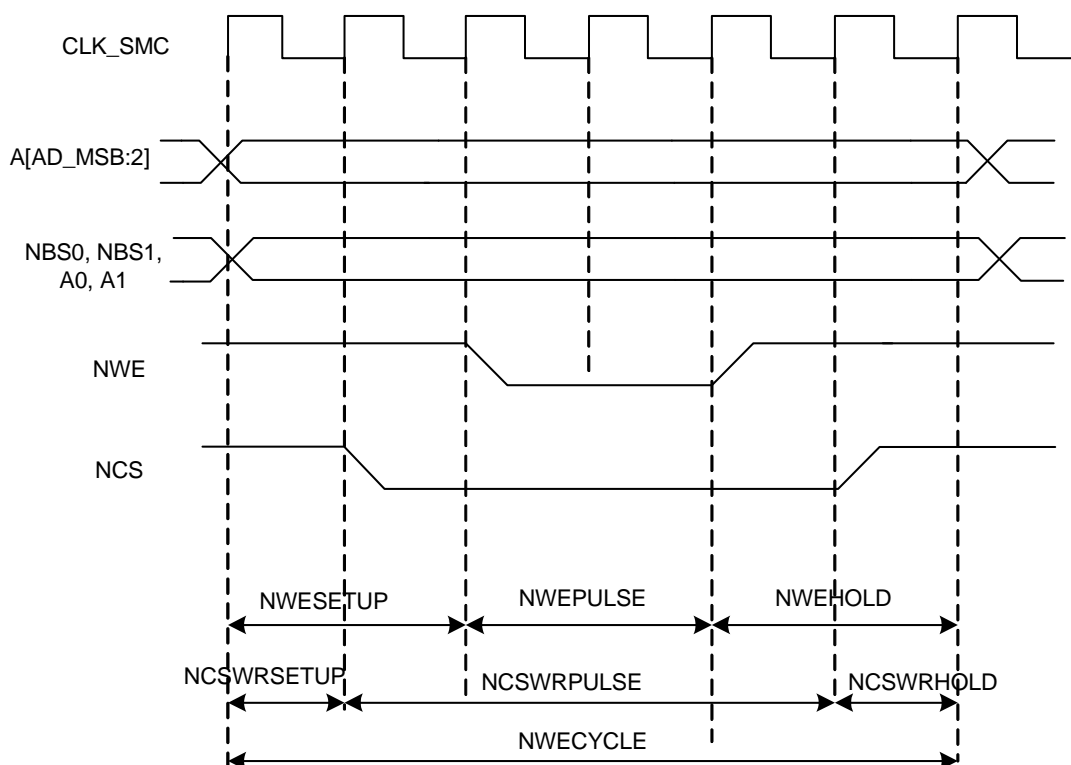 CLK_SMC
A[AD_MSB:2]
NBS0, NBS1,
A0, A1
NWE
NCS
NWESETUP
NWEPULSE
NWEHOLD
NCSWRSETUP
NCSWRPULSE
NCSWRHOLD
NWECYCLE